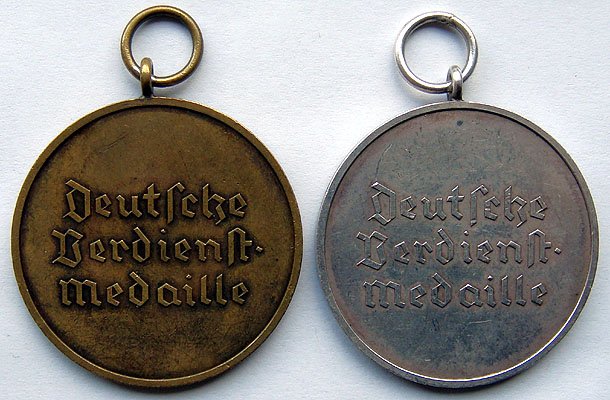 Deutſche
Verdienſt-
medaille
Deutſche
Verdienſt-
medaille